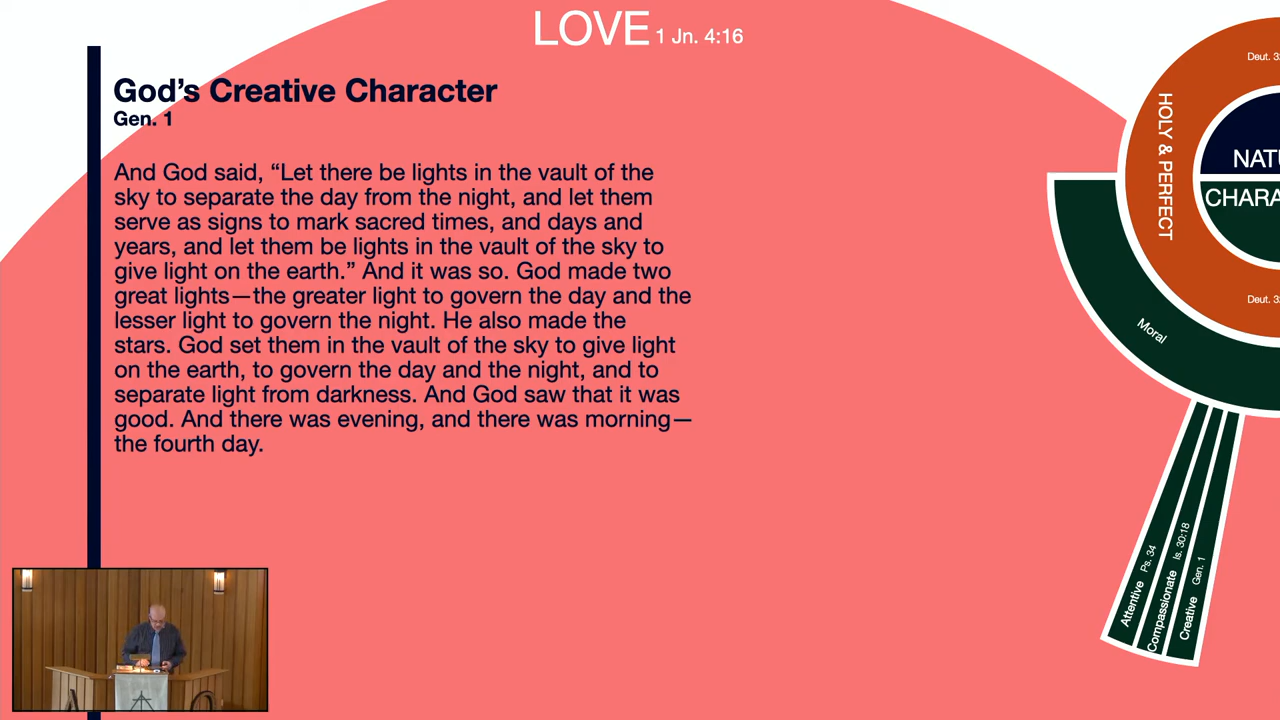 LOVE 1 Jn. 4:16
God’s Creative Character
Gen. 1
And God said, “Let there be lights in the vault of the
sky to separate the day from the night, and let them
serve as signs to mark sacred times, and days and
years, and let them be lights in the vault of the sky to
give light on the earth.” And it was so. God made two
great lights—the greater light to govern the day and the
lesser light to govern the night. He also made the
stars. God set them in the vault of the sky to give light
on the earth, to govern the day and the night, and to
separate light from darkness. And God saw that it was
good. And there was evening, and there was morning—
the fourth day.
Deut. 32
HOLY & PERFECT
NATU
CHARA
Deut. 32
Moral
Attentive Ps. 34
Compassionate Is. 30:18
Creative Gen. 1